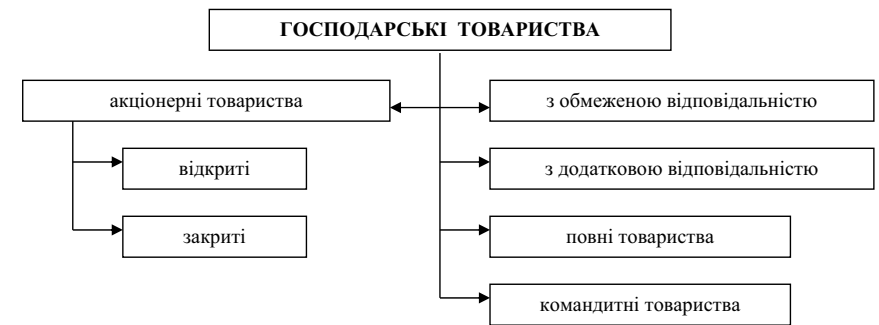 ГОСПОДАРСЬКІ ТОВАРИСТВА
акціонерні товариства
з обмеженою відповідальністю
відкриті
з додатковою відповідальністю
закриті
повні товариства
командитні товариства